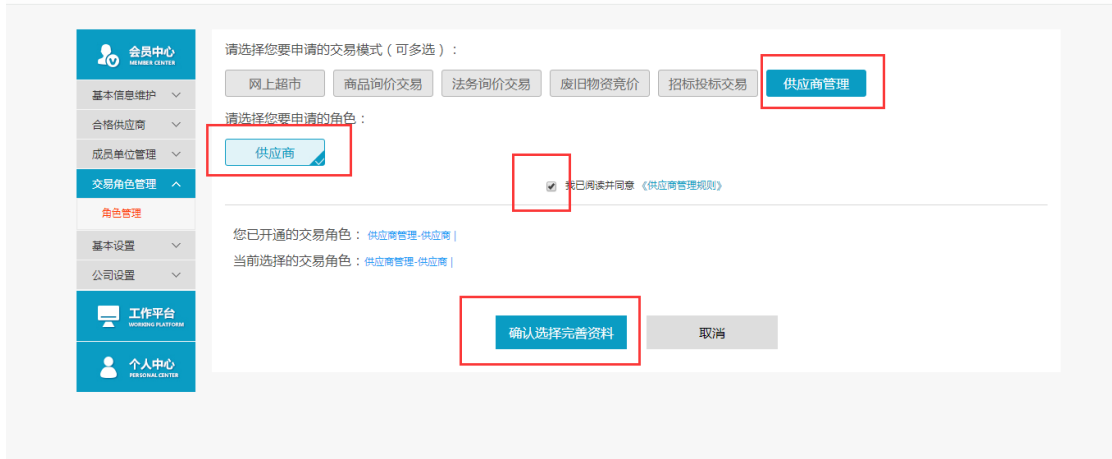 会员中心
MEMBER CENTER
基本信息维护
合格供应商
成员单位管理
交易角色管理
角色管理
基本设置
公司设置
工作平台
WORKING PLATFORM
个人中心
PERSONAL CENTER
请选择您要申请的交易模式（可多选）：
网上超市 商品询价交易 法务询价交易 废旧物资竞价 招标投标交易 供应商管理
请选择您要申请的角色：
供应商
我已阅读并同意 《供应商管理规则》
您已开通的交易角色：供应商管理-供应商 |
当前选择的交易角色：供应商管理-供应商 |
确认选择完善资料 取消